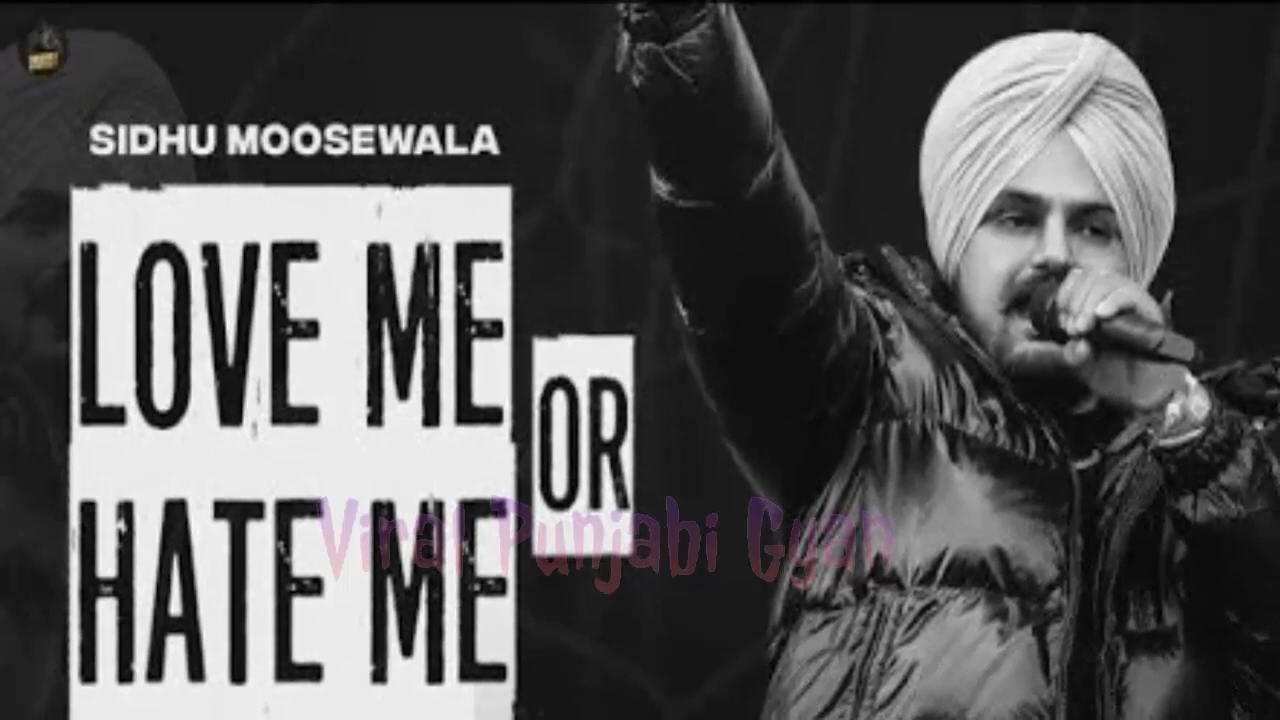 SIDHU MOOSEWALA
LOVE ME
OR
HATE ME
Viral Punjabi Gyan